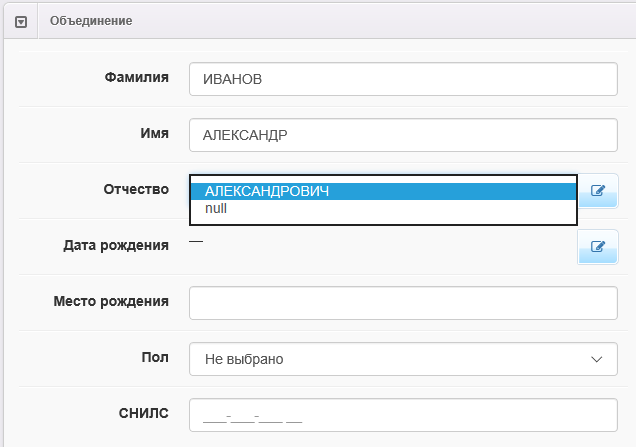 Объединение
Фамилия ИВАНОВ
Имя АЛЕКСАНДР
Отчество АЛЕКСАНДРОВИЧ
null
Дата рождения —
Место рождения
Пол Не выбрано
СНИЛС ___-___-___ __